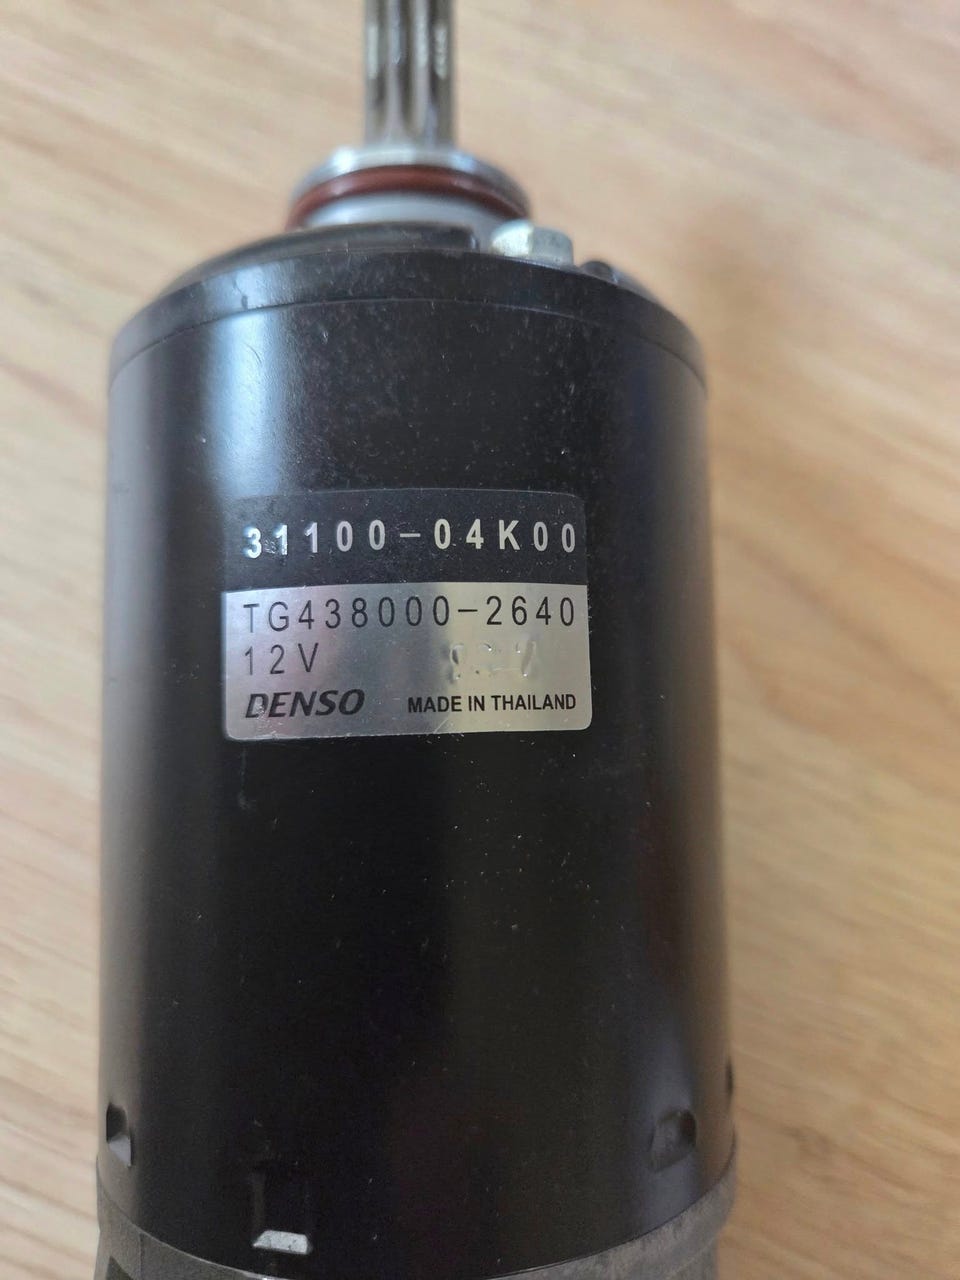 31100-04K00
TG438000-2640
12V
DENSO MADE IN THAILAND